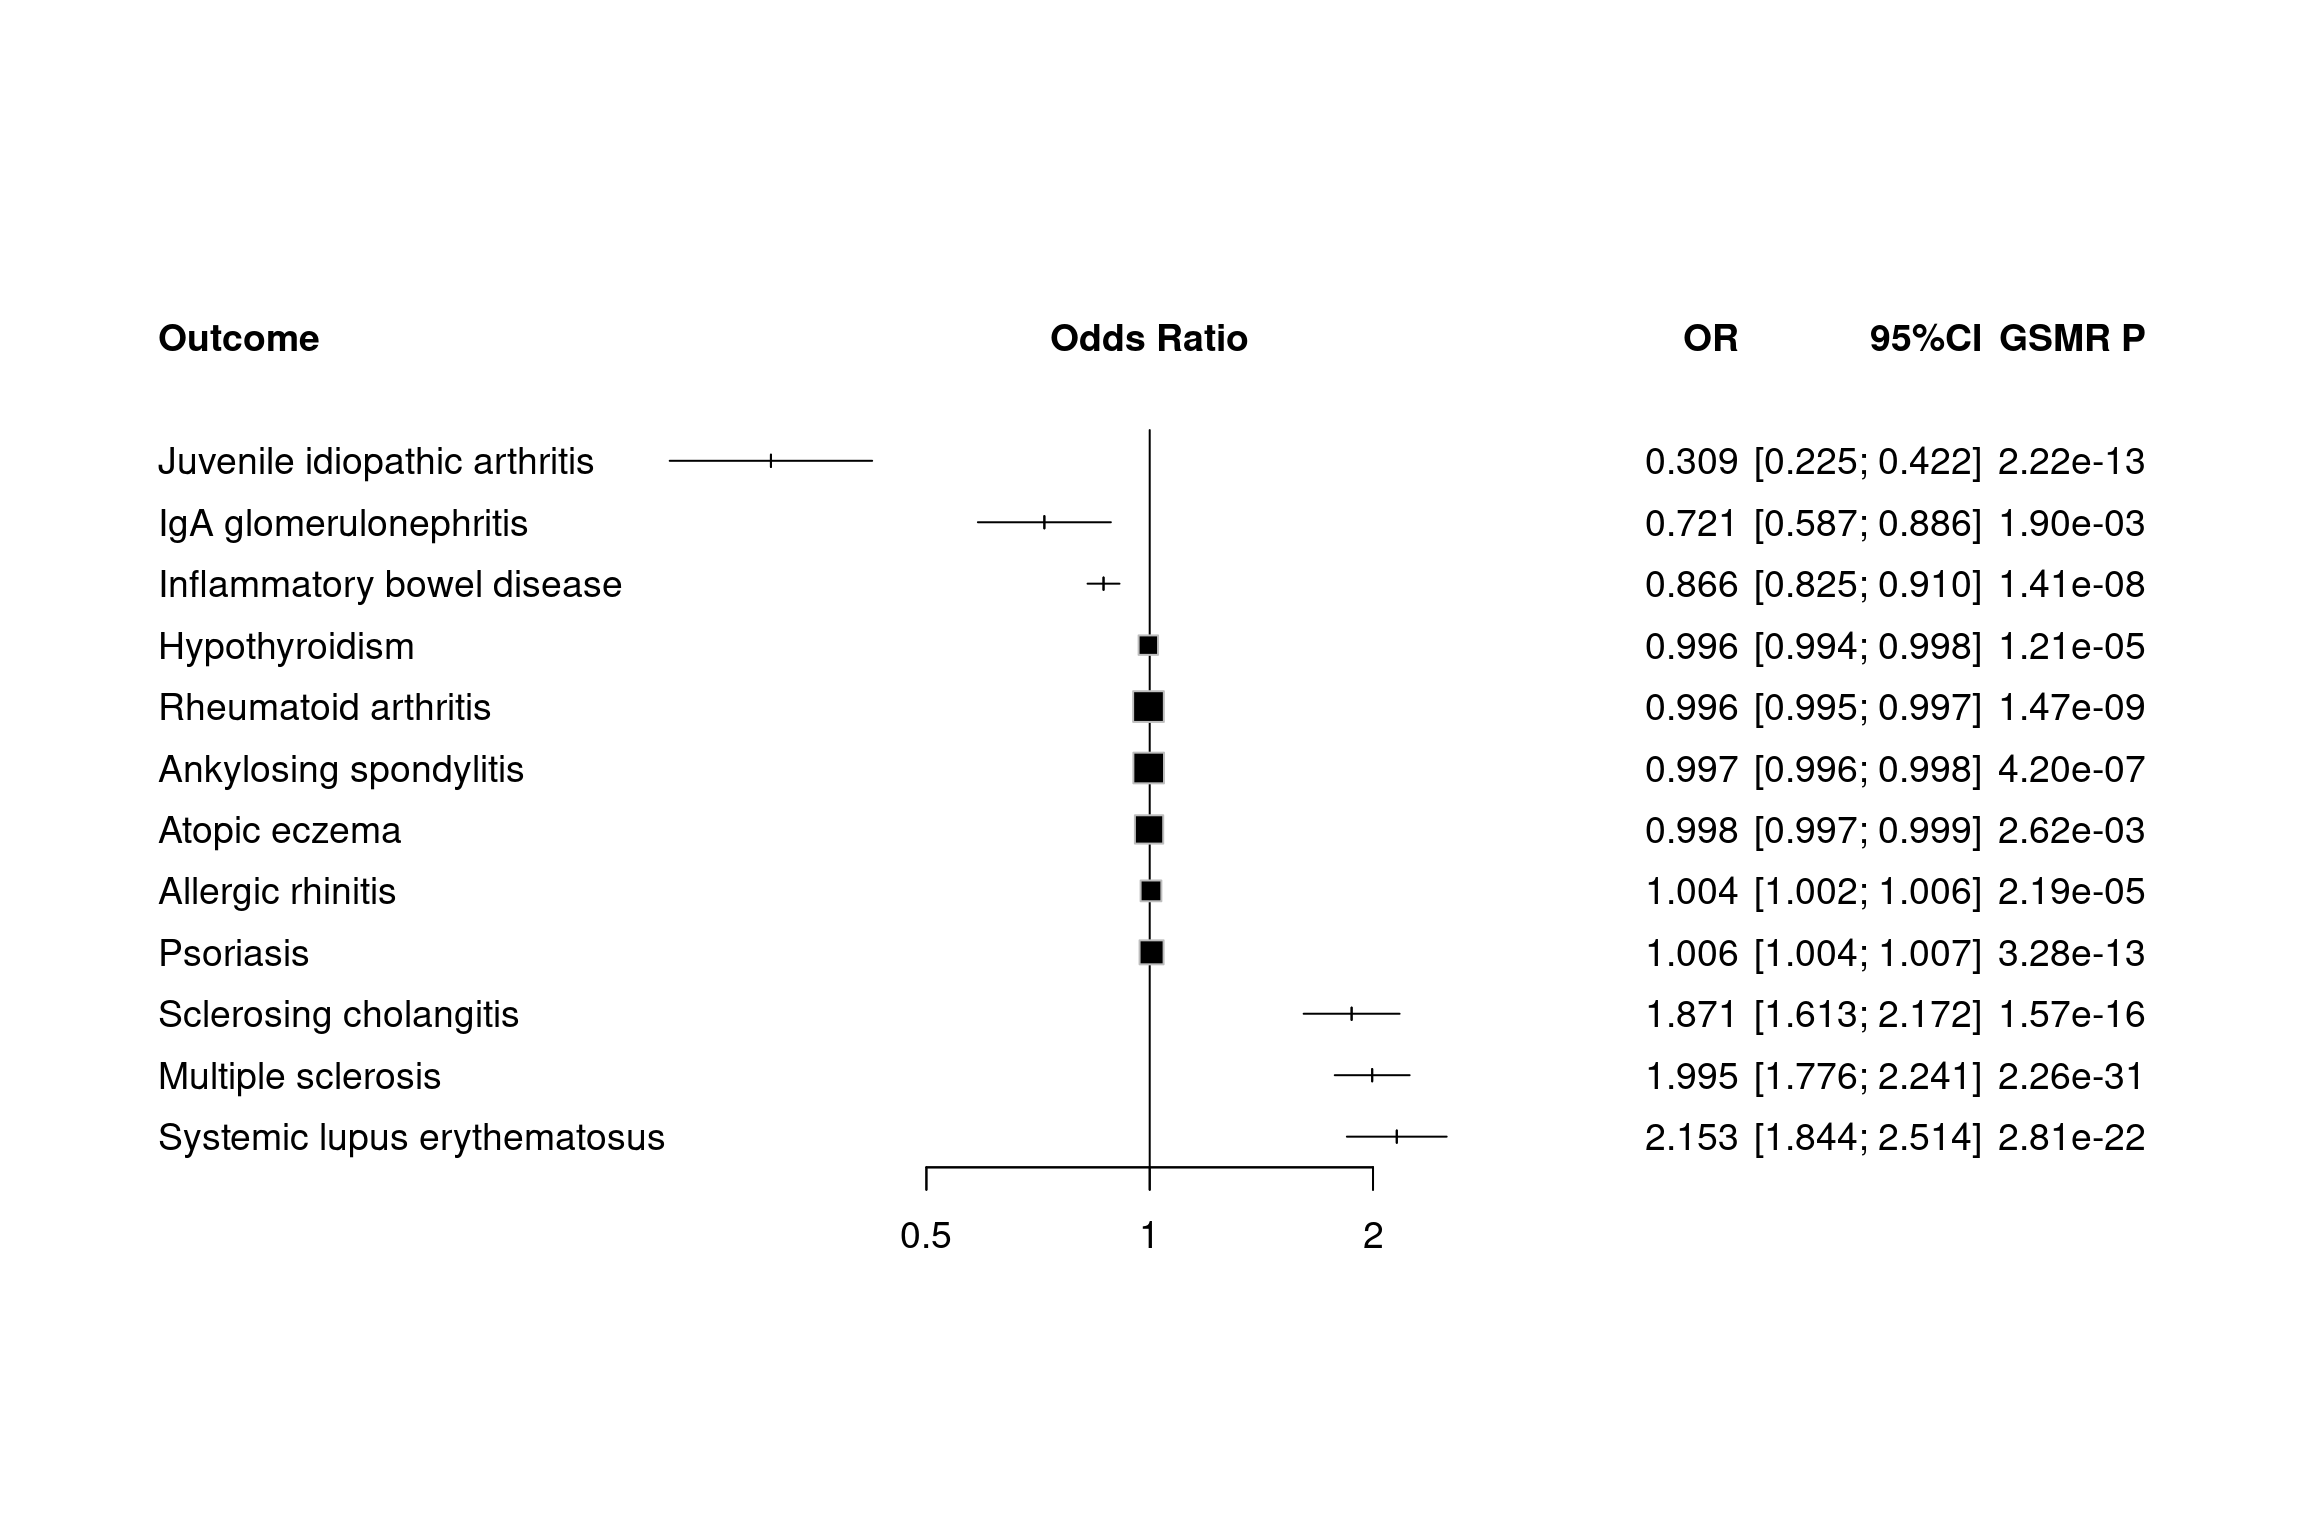 Outcome Odds Ratio OR 95%CI GSMR P
Juvenile idiopathic arthritis 0.309 [0.225; 0.422] 2.22e-13
IgA glomerulonephritis 0.721 [0.587; 0.886] 1.90e-03
Inflammatory bowel disease 0.866 [0.825; 0.910] 1.41e-08
Hypothyroidism 0.996 [0.994; 0.998] 1.21e-05
Rheumatoid arthritis 0.996 [0.995; 0.997] 1.47e-09
Ankylosing spondylitis 0.997 [0.996; 0.998] 4.20e-07
Atopic eczema 0.998 [0.997; 0.999] 2.62e-03
Allergic rhinitis 1.004 [1.002; 1.006] 2.19e-05
Psoriasis 1.006 [1.004; 1.007] 3.28e-13
Sclerosing cholangitis 1.871 [1.613; 2.172] 1.57e-16
Multiple sclerosis 1.995 [1.776; 2.241] 2.26e-31
Systemic lupus erythematosus 2.153 [1.844; 2.514] 2.81e-22
0.5 1 2